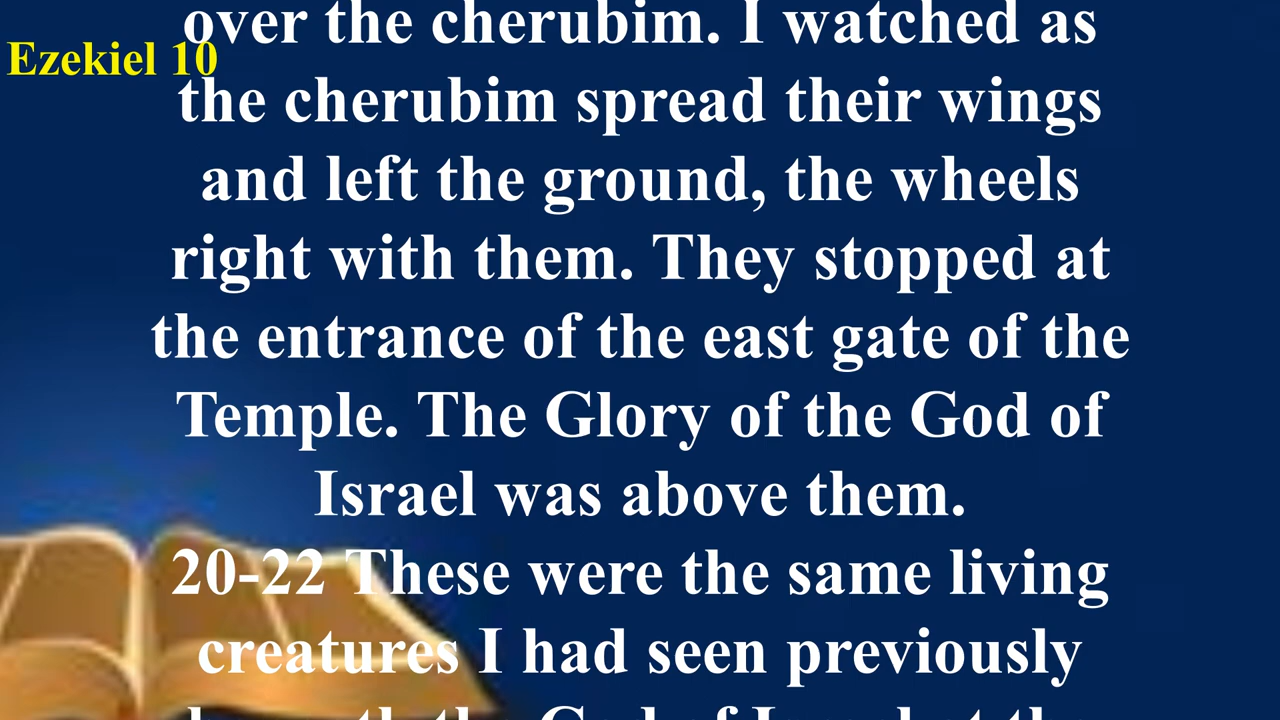 over the cherubim. I watched as
Ezekiel 10
the cherubim spread their wings
and left the ground, the wheels
right with them. They stopped at
the entrance of the east gate of the
Temple. The Glory of the God of
Israel was above them.
20-22 These were the same living
creatures I had seen previously